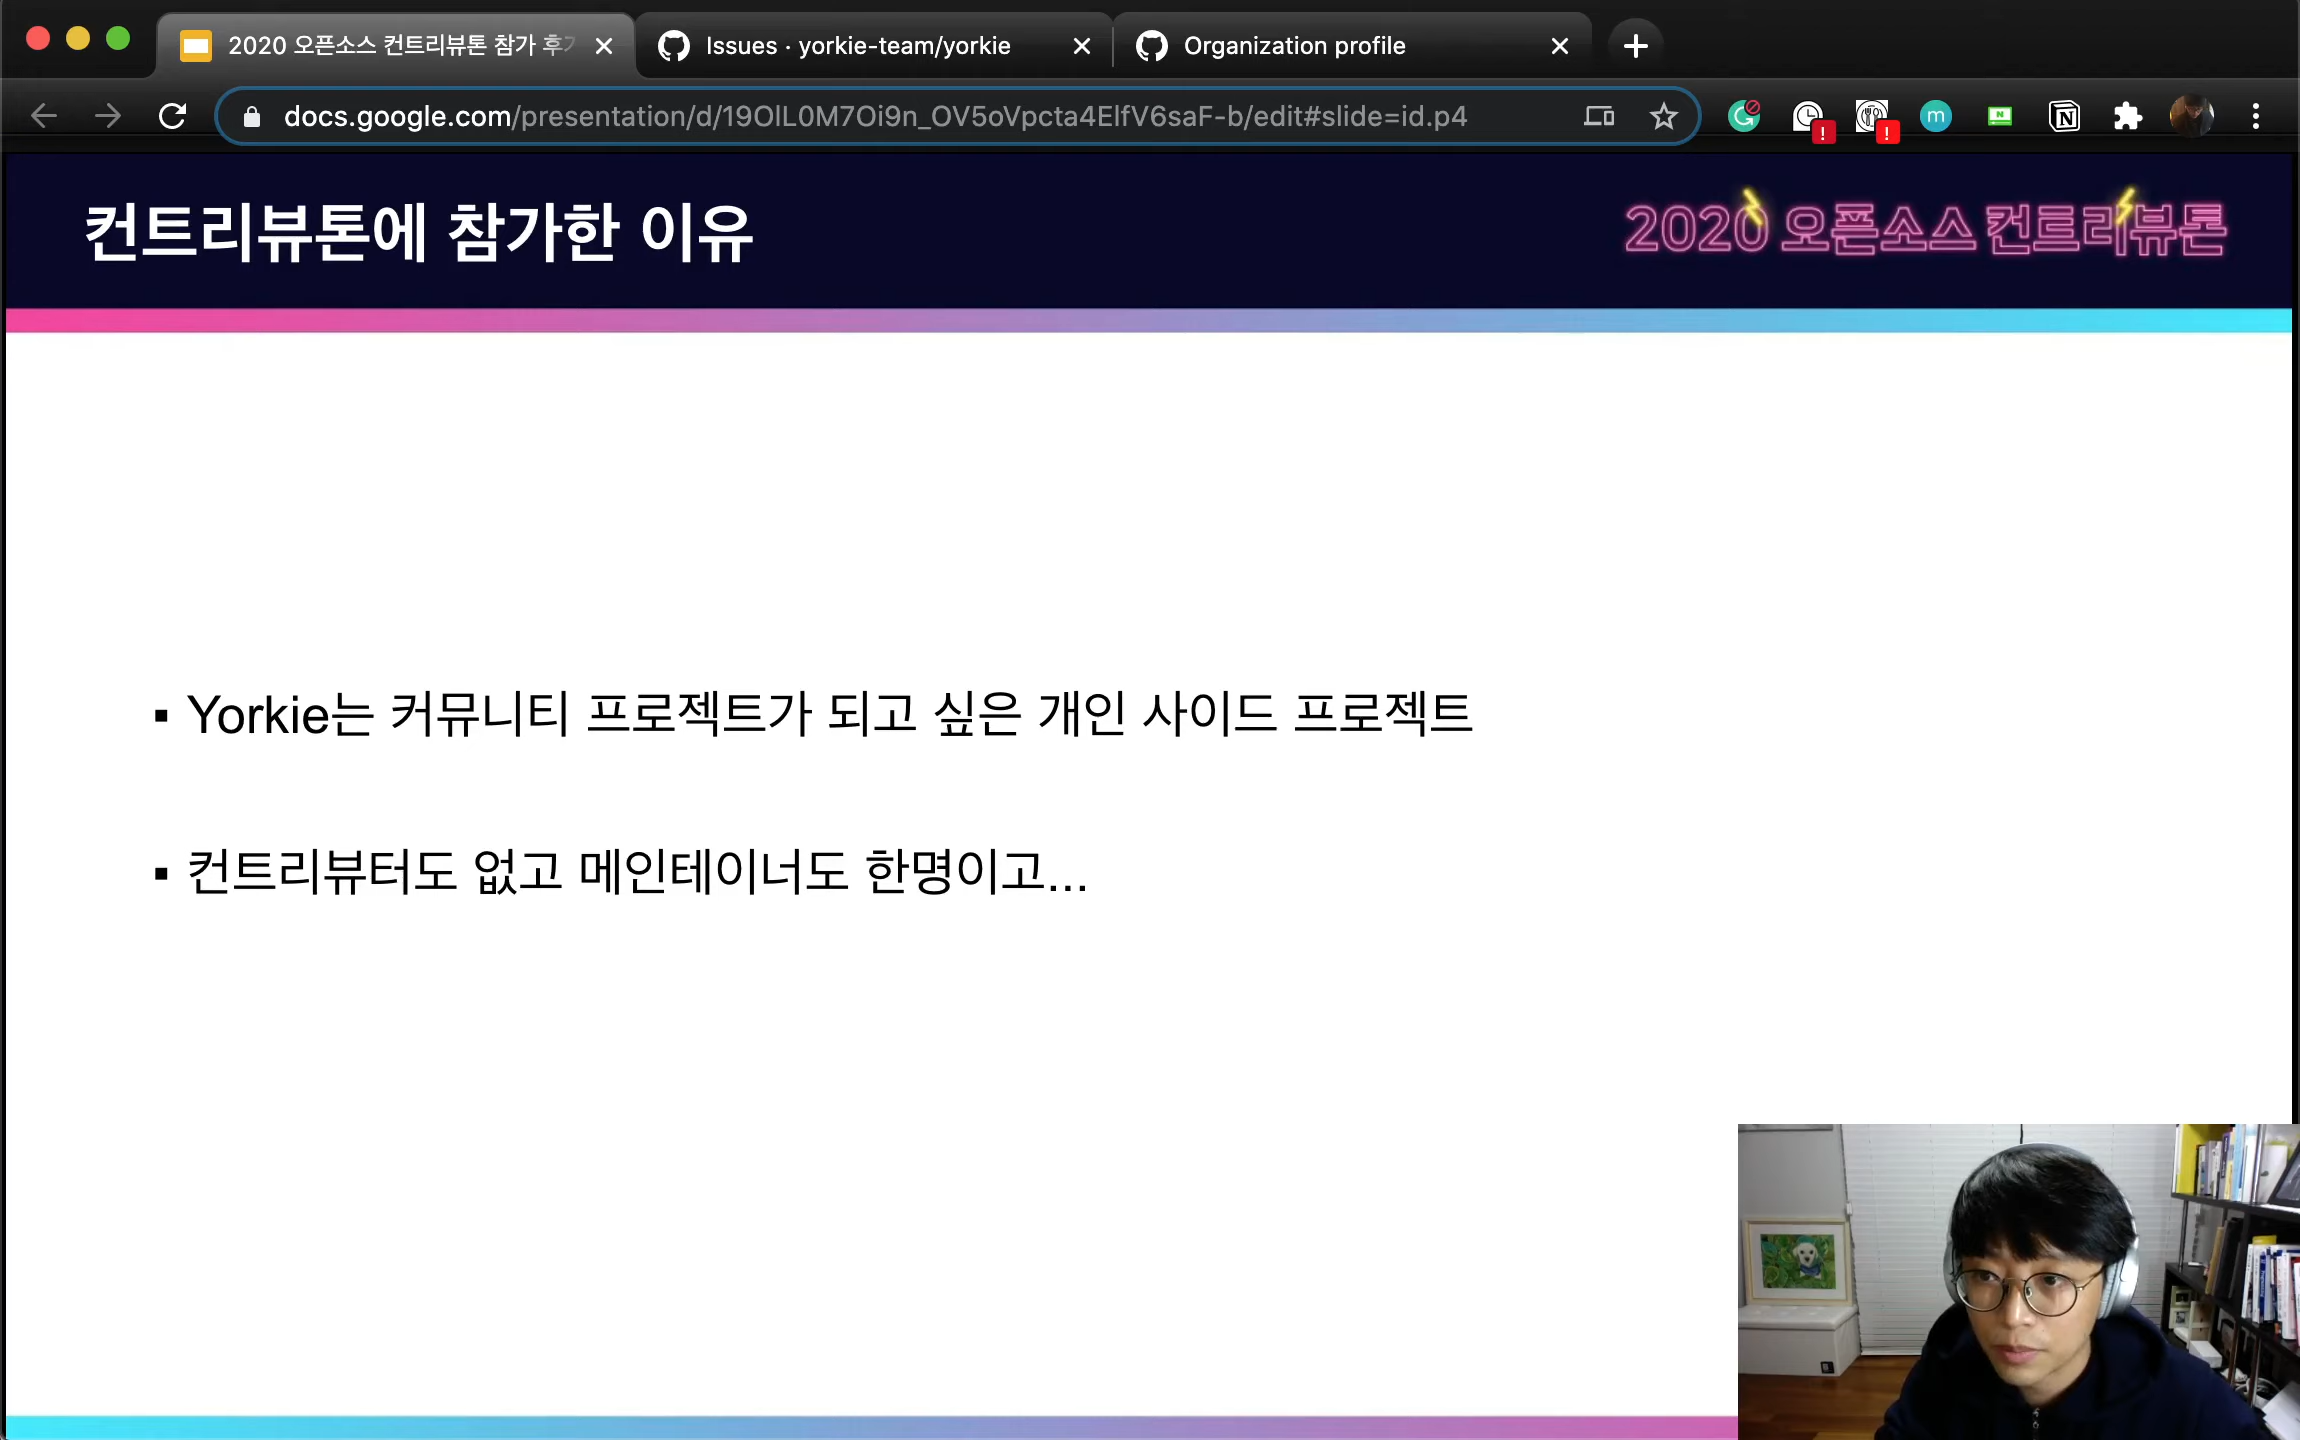 2020 오픈소스 컨트리뷰톤 참가 후기
Issues · yorkie-team/yorkie
Organization profile
docs.google.com/presentation/d/19OlL0M7Oi9n_OV5oVpcta4ElfV6saF-b/edit#slide=id.p4
컨트리뷰톤에 참가한 이유
2020 오픈소스 컨트리뷰톤
▪ Yorkie는 커뮤니티 프로젝트가 되고 싶은 개인 사이드 프로젝트
▪ 컨트리뷰터도 없고 메인테이너도 한명이고...